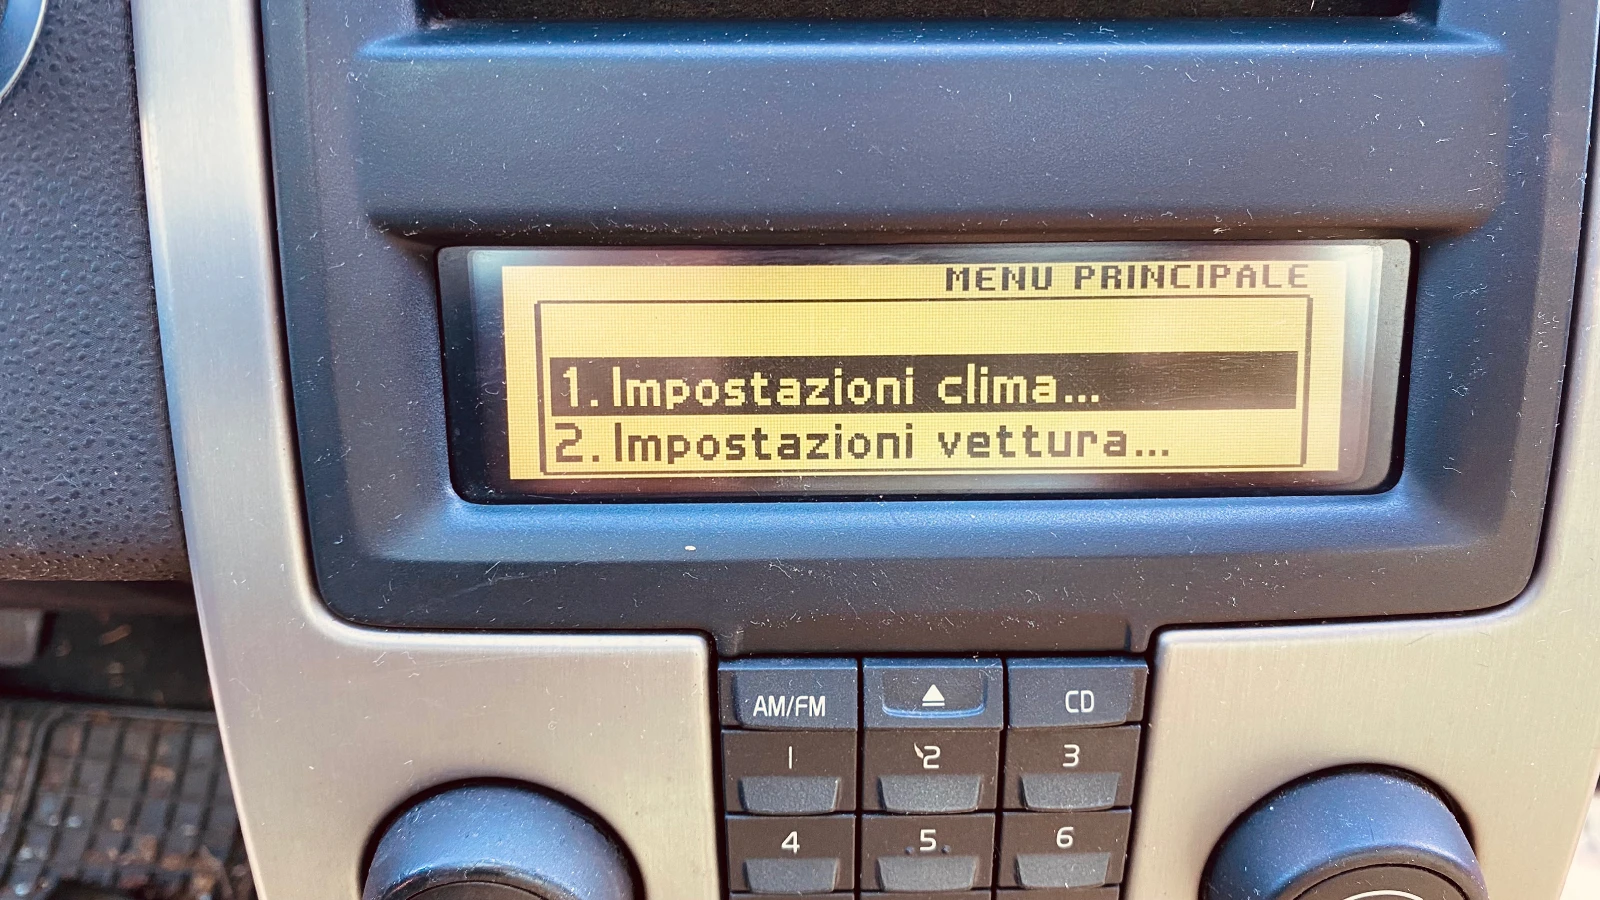 MENU PRINCIPALE
1. Impostazioni clima...
2. Impostazioni vettura...
AM/FM
CD
1
2
3
4
5
6